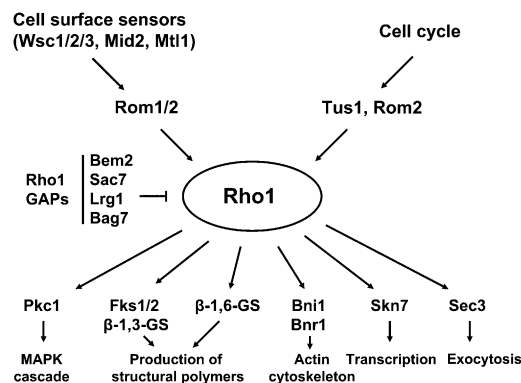 Cell surface sensors
(Wsc1/2/3, Mid2, Mtl1)
Cell cycle
Rom1/2
Tus1, Rom2
Rho1
GAPs
Bem2
Sac7
Lrg1
Bag7
Rho1
Pkc1
Fks1/2
β-1,3-GS
β-1,6-GS
Bni1
Bnr1
Skn7
Sec3
MAPK
cascade
Production of
structural polymers
Actin
cytoskeleton
Transcription
Exocytosis